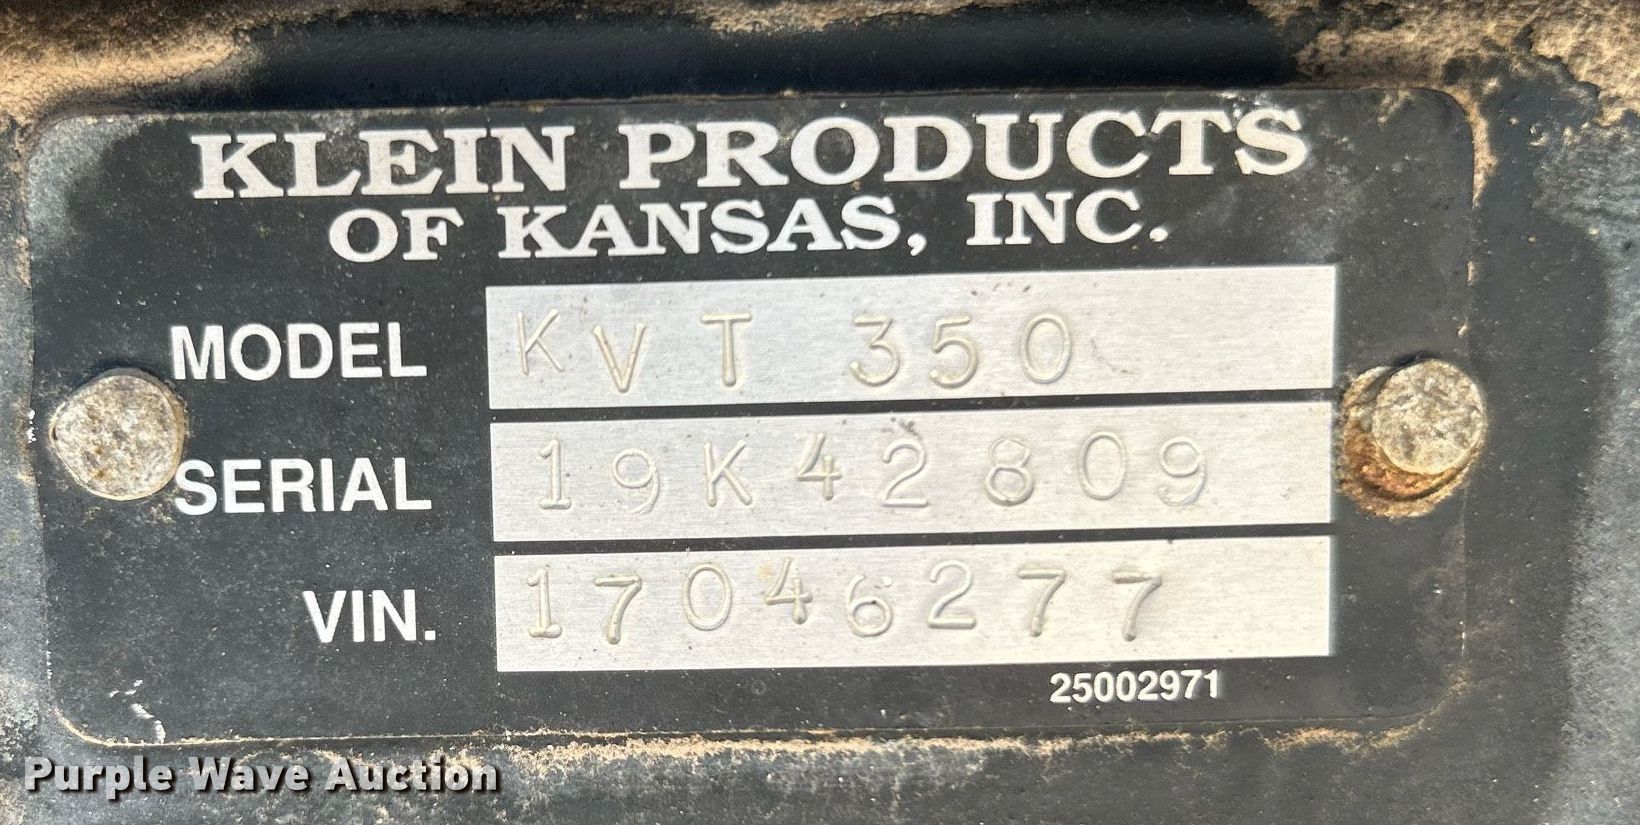 KLEIN PRODUCTS
OF KANSAS, INC.
MODEL KVT 350
SERIAL 19K42809
VIN. 17046277
25002971
Purple Wave Auction